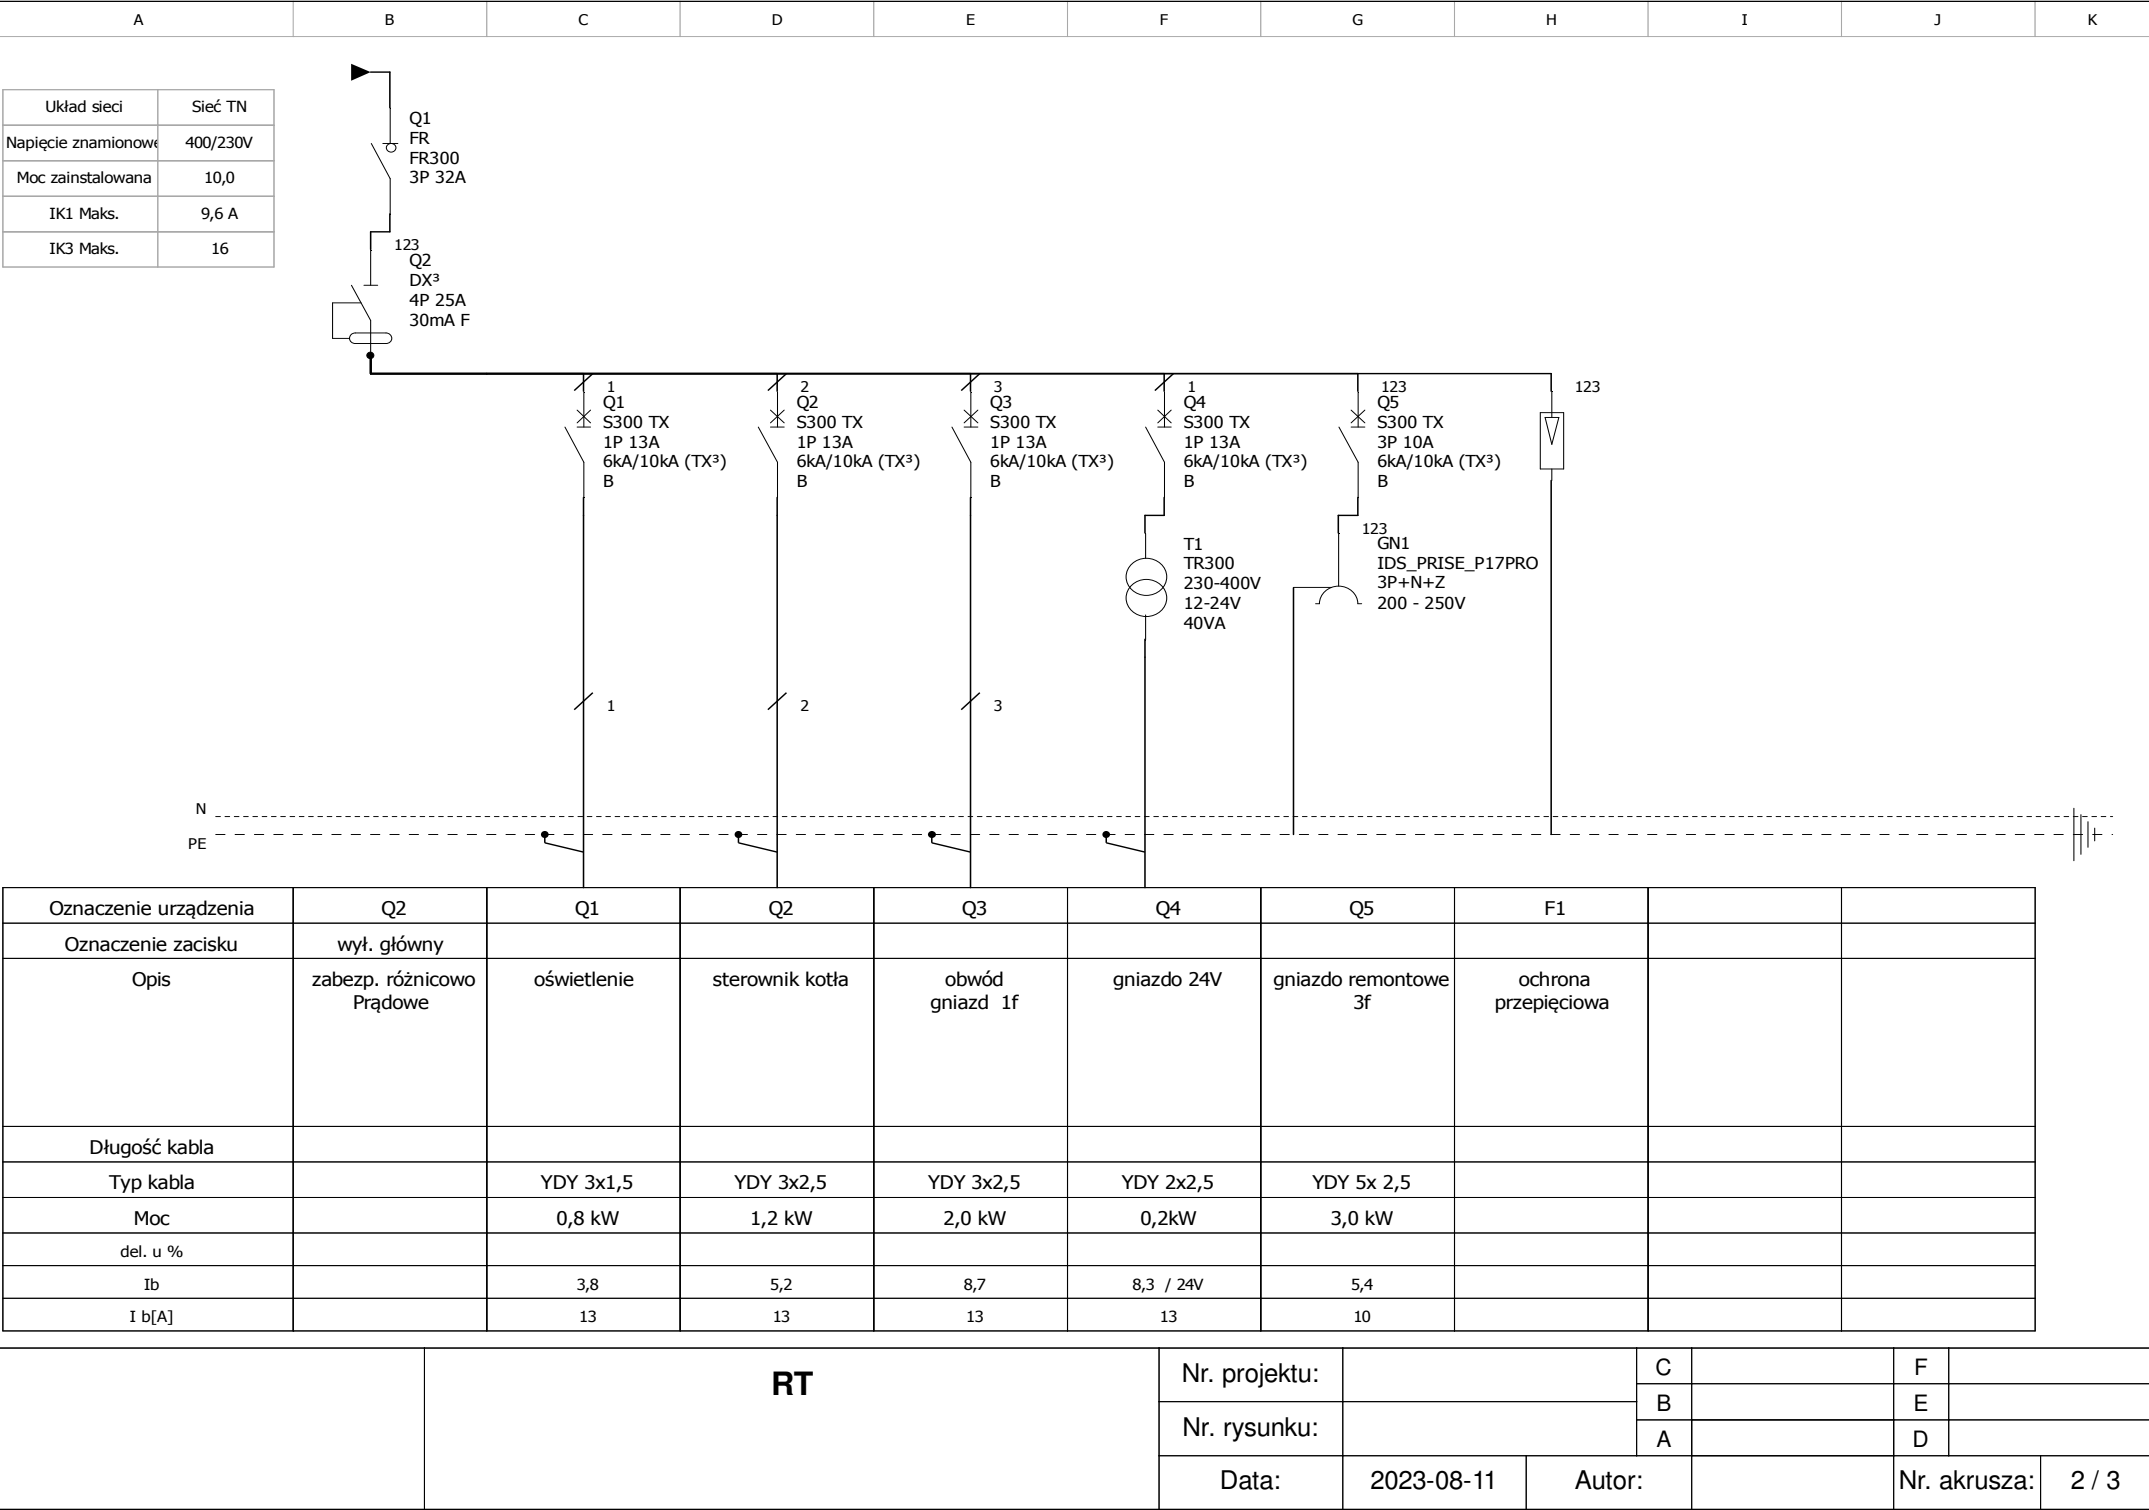 A B C D E F G H I J K
Układ sieci Sieć TN
Napięcie znamionowe 400/230V
Moc zainstalowana 10,0
IK1 Maks. 9,6 A
IK3 Maks. 16
Q1
FR
FR300
3P 32A
123
Q2
DX³
4P 25A
30mA F
1
Q1
S300 TX
1P 13A
6kA/10kA (TX³)
B
2
Q2
S300 TX
1P 13A
6kA/10kA (TX³)
B
3
Q3
S300 TX
1P 13A
6kA/10kA (TX³)
B
1
Q4
S300 TX
1P 13A
6kA/10kA (TX³)
B
123
Q5
S300 TX
3P 10A
6kA/10kA (TX³)
B
123
T1
TR300
230-400V
12-24V
40VA
123
GN1
IDS_PRISE_P17PRO
3P+N+Z
200 - 250V
1 2 3
N
PE
Oznaczenie urządzenia Q2 Q1 Q2 Q3 Q4 Q5 F1
Oznaczenie zacisku wył. główny
Opis zabezp. różnicowo oświetlenie sterownik kotła obwód gniazdo 24V gniazdo remontowe ochrona
Prądowe gniazd 1f 3f przepięciowa
Długość kabla
Typ kabla YDY 3x1,5 YDY 3x2,5 YDY 3x2,5 YDY 2x2,5 YDY 5x 2,5
Moc 0,8 kW 1,2 kW 2,0 kW 0,2kW 3,0 kW
del. u %
Ib 3,8 5,2 8,7 8,3 / 24V 5,4
I b[A] 13 13 13 13 10
RT
Nr. projektu: C F
B E
Nr. rysunku: A D
Data: 2023-08-11 Autor: Nr. akrusza: 2 / 3